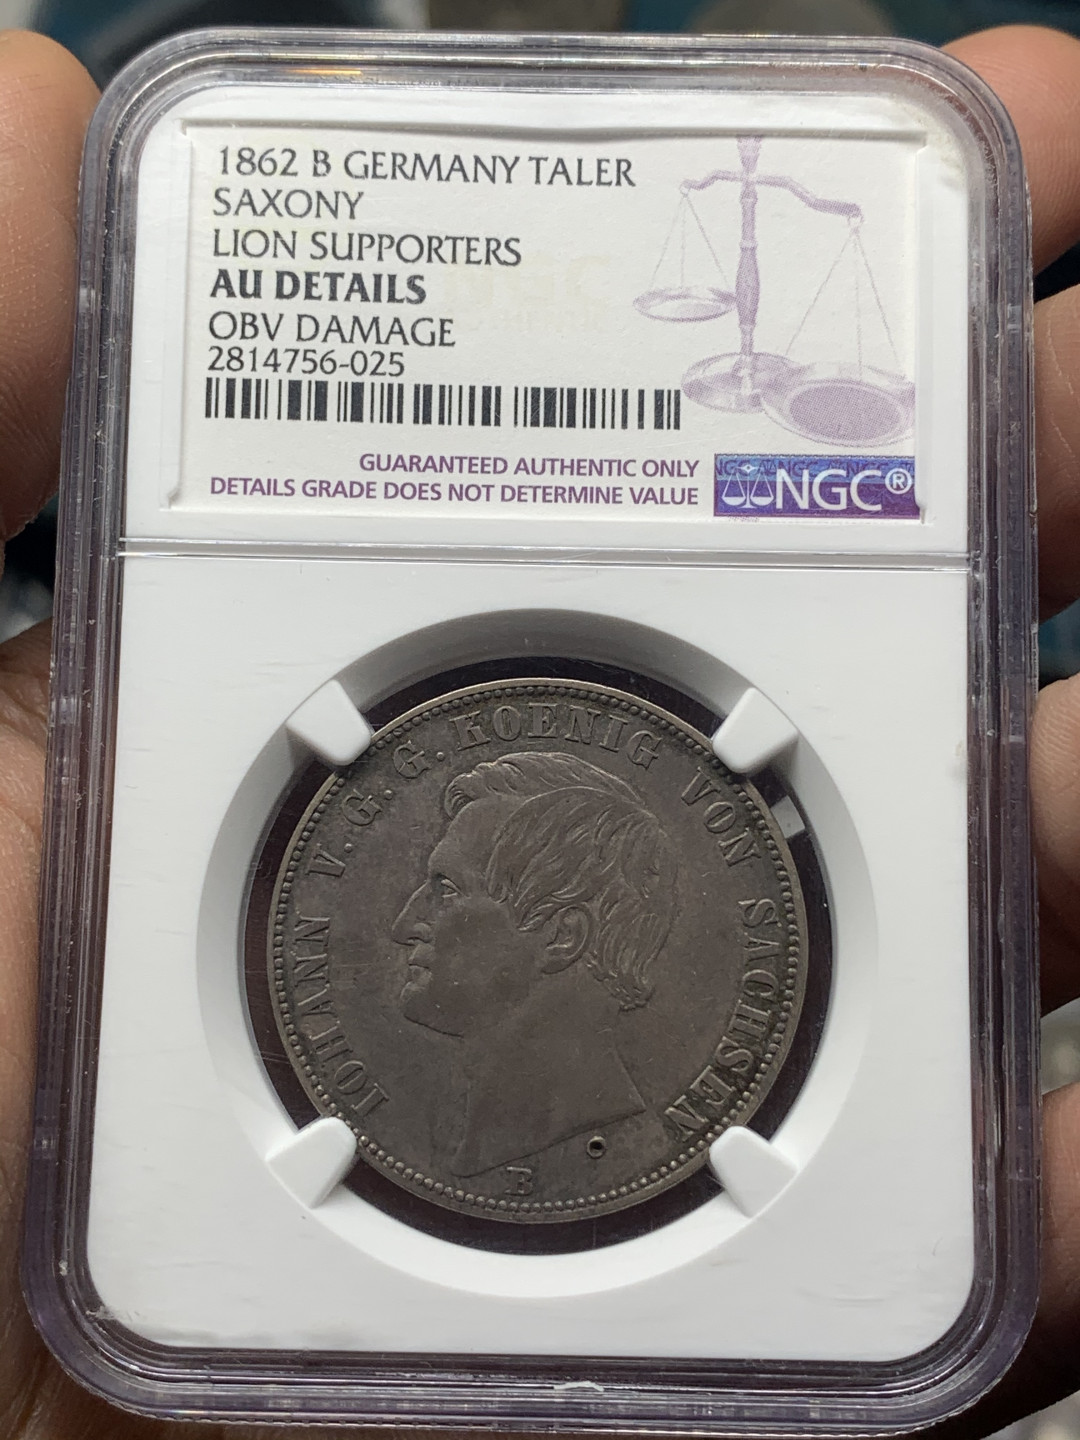 1862 B GERMANY TALER
SAXONY
LION SUPPORTERS
AU DETAILS
OBV DAMAGE
2814756-025
GUARANTEED AUTHENTIC ONLY
DETAILS GRADE DOES NOT DETERMINE VALUE
NGC®
IOHANN V. G. G. KOENIG VON SACHSEN
B